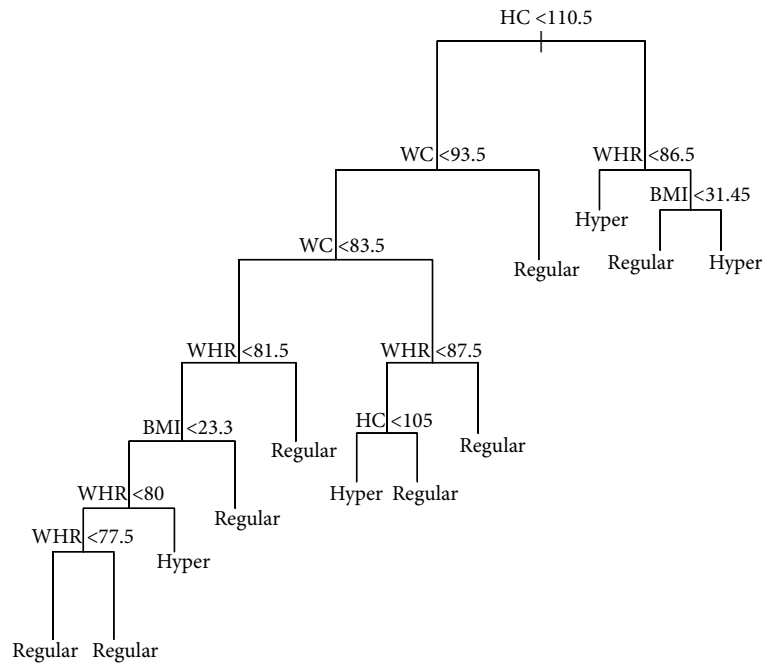 HC <110.5
WC <93.5
WHR <86.5
BMI <31.45
Hyper
Regular
Hyper
WC <83.5
Regular
WHR <81.5
WHR <87.5
BMI <23.3
HC <105
Regular
Regular
WHR <80
Hyper
Regular
Regular
WHR <77.5
Hyper
Regular
Regular